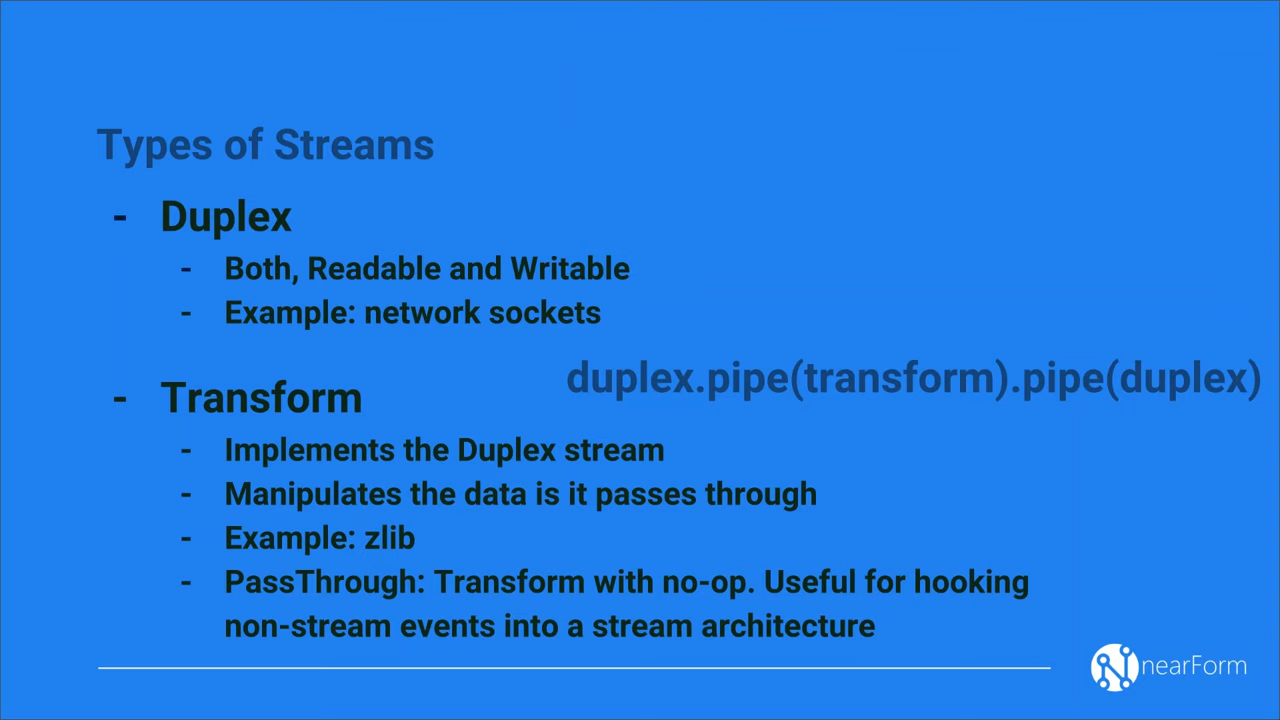 Types of Streams
- Duplex
- Both, Readable and Writable
- Example: network sockets
duplex.pipe(transform).pipe(duplex)
- Transform
- Implements the Duplex stream
- Manipulates the data is it passes through
- Example: zlib
- PassThrough: Transform with no-op. Useful for hooking
non-stream events into a stream architecture
nearForm